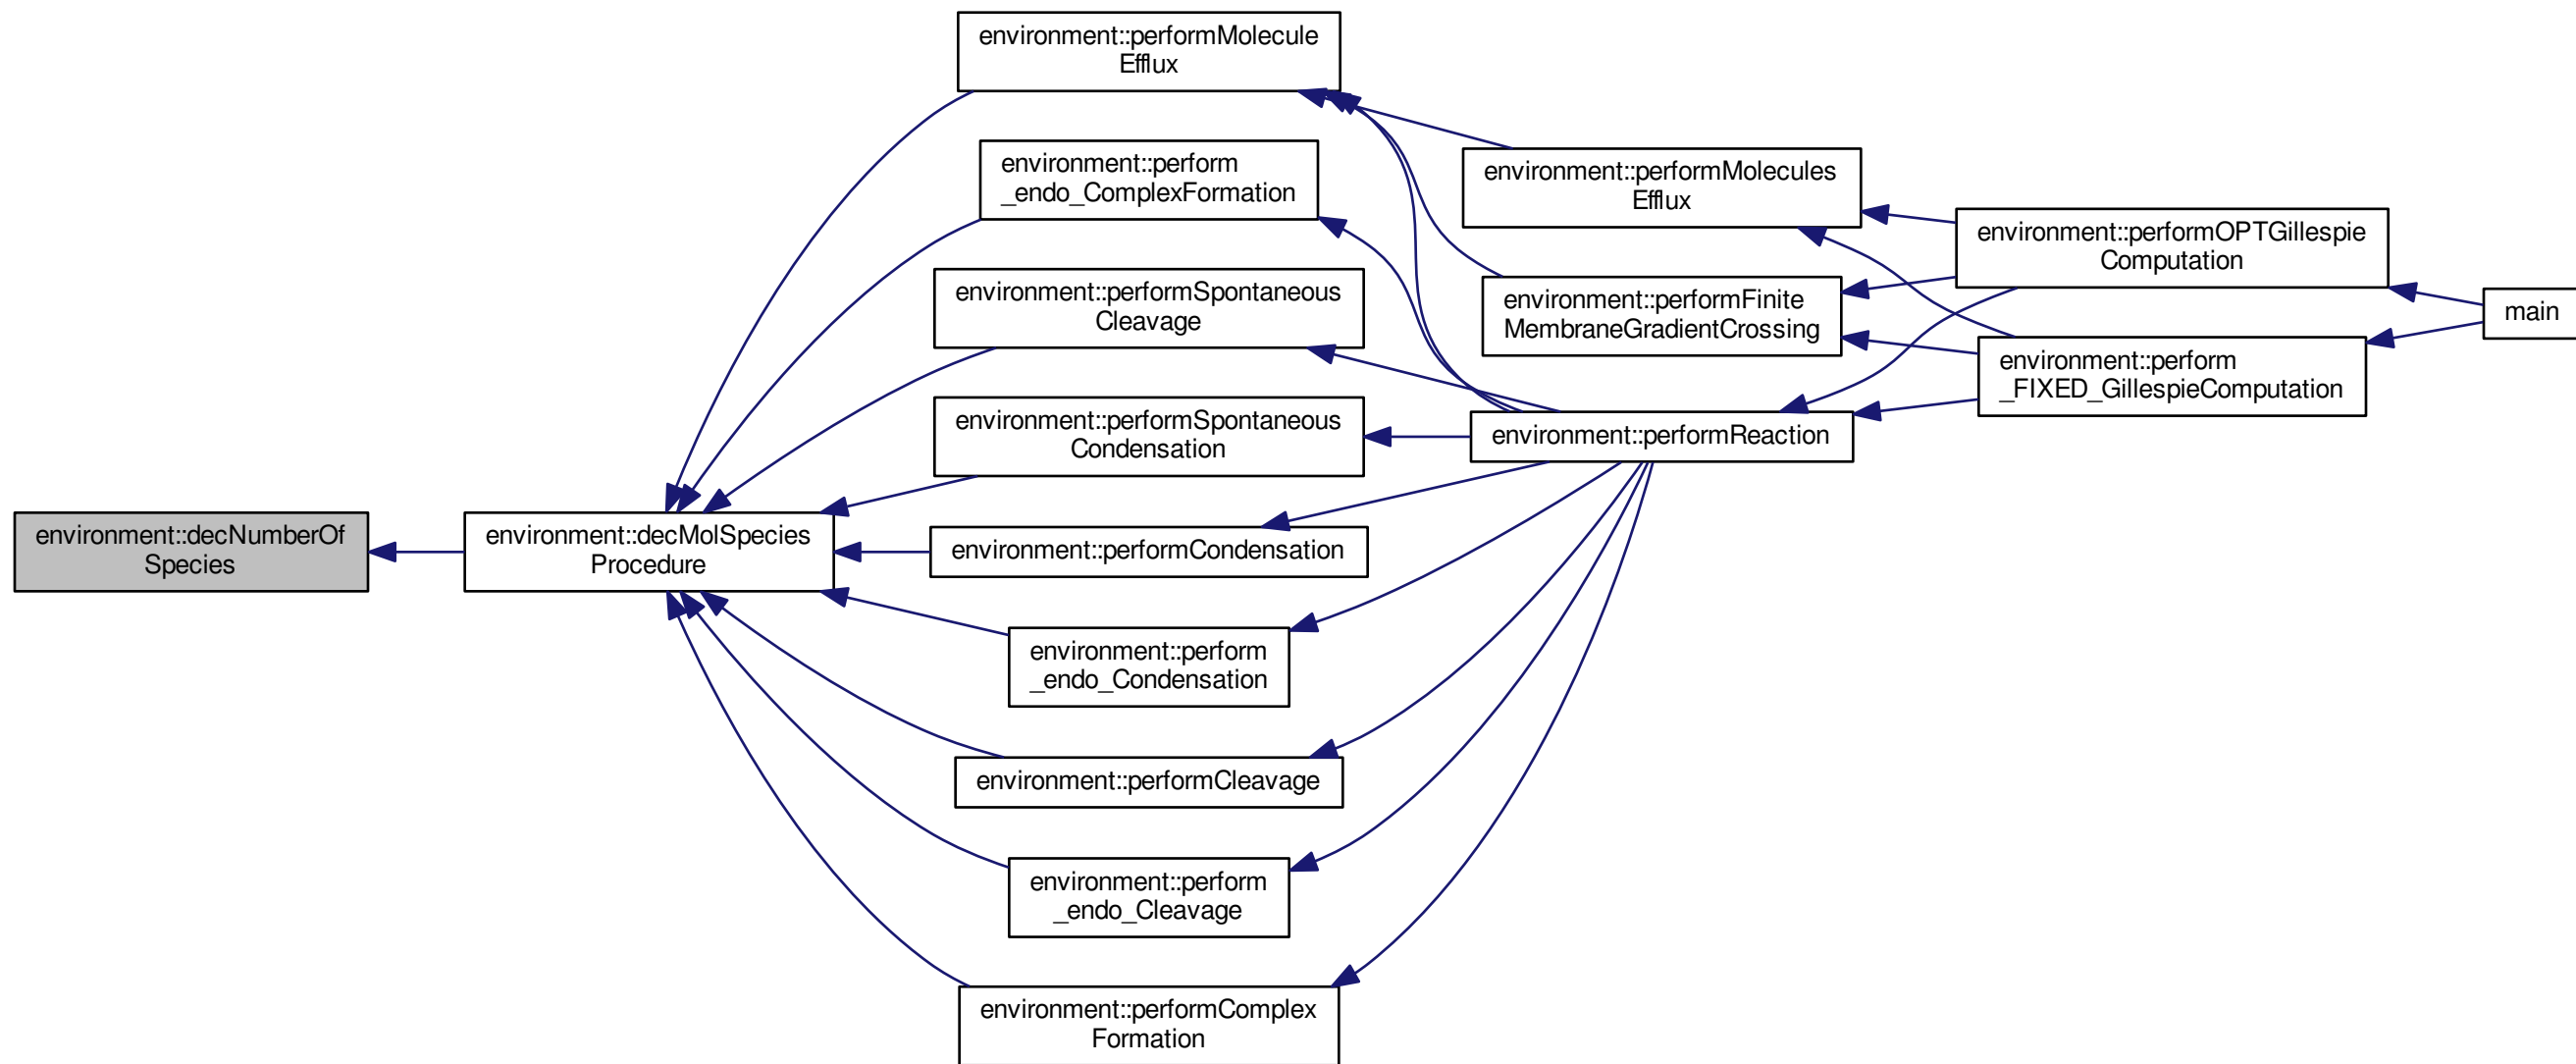 environment::decNumberOf
Species
environment::decMolSpecies
Procedure
environment::performMolecule
Efflux
environment::perform
_endo_ComplexFormation
environment::performSpontaneous
Cleavage
environment::performSpontaneous
Condensation
environment::performCondensation
environment::perform
_endo_Condensation
environment::performCleavage
environment::perform
_endo_Cleavage
environment::performComplex
Formation
environment::performMolecules
Efflux
environment::performFinite
MembraneGradientCrossing
environment::performReaction
environment::performOPTGillespie
Computation
environment::perform
_FIXED_GillespieComputation
main